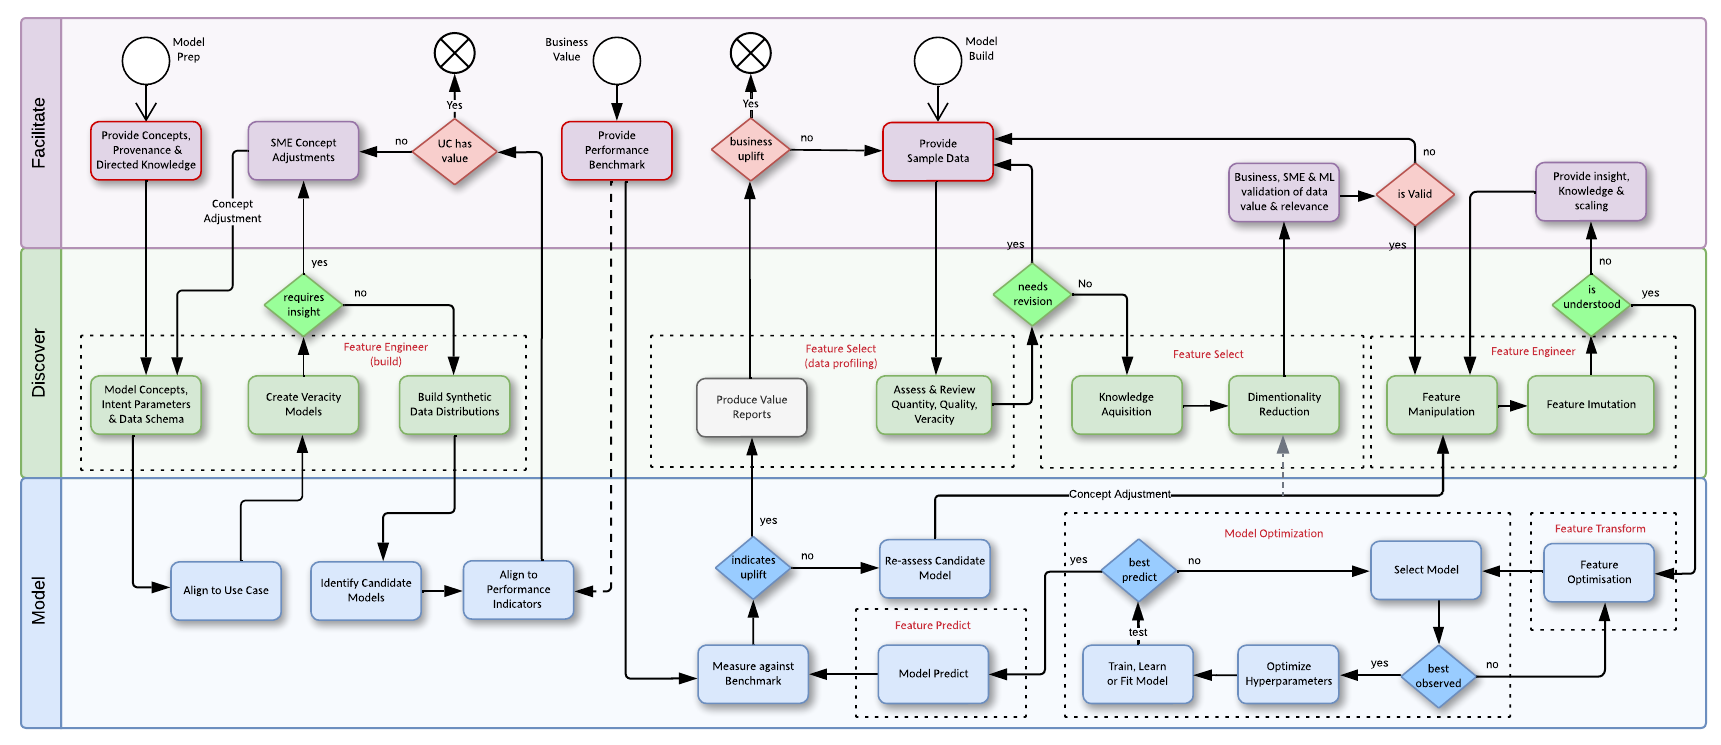 Facilitate
Model
Prep
Business
Value
Model
Build
Provide Concepts,
Provenance &
Directed Knowledge
SME Concept
Adjustments
no
Yes
UC has
value
Provide
Performance
Benchmark
Yes
business
uplift
no
Provide
Sample Data
Business, SME & ML
validation of data
value & relevance
no
is Valid
yes
Provide insight,
Knowledge &
scaling
Concept
Adjustment
Discover
yes
requires
insight
no
Feature Engineer
(build)
Model Concepts,
Intent Parameters
& Data Schema
Create Veracity
Models
Build Synthetic
Data Distributions
Feature Select
(data profiling)
Produce Value
Reports
Assess & Review
Quantity, Quality,
Veracity
yes
needs
revision
No
Feature Select
Knowledge
Aquisition
Dimentionality
Reduction
no
is
understood
yes
Feature Engineer
Feature
Manipulation
Feature Imutation
Model
Align to Use Case
Identify Candidate
Models
Align to
Performance
Indicators
yes
indicates
uplift
no
Re-assess Candidate
Model
Concept Adjustment
Measure against
Benchmark
Feature Predict
Model Predict
Model Optimization
yes
best
predict
no
Select Model
test
Train, Learn
or Fit Model
Optimize
Hyperparameters
yes
best
observed
no
Feature Transform
Feature
Optimisation